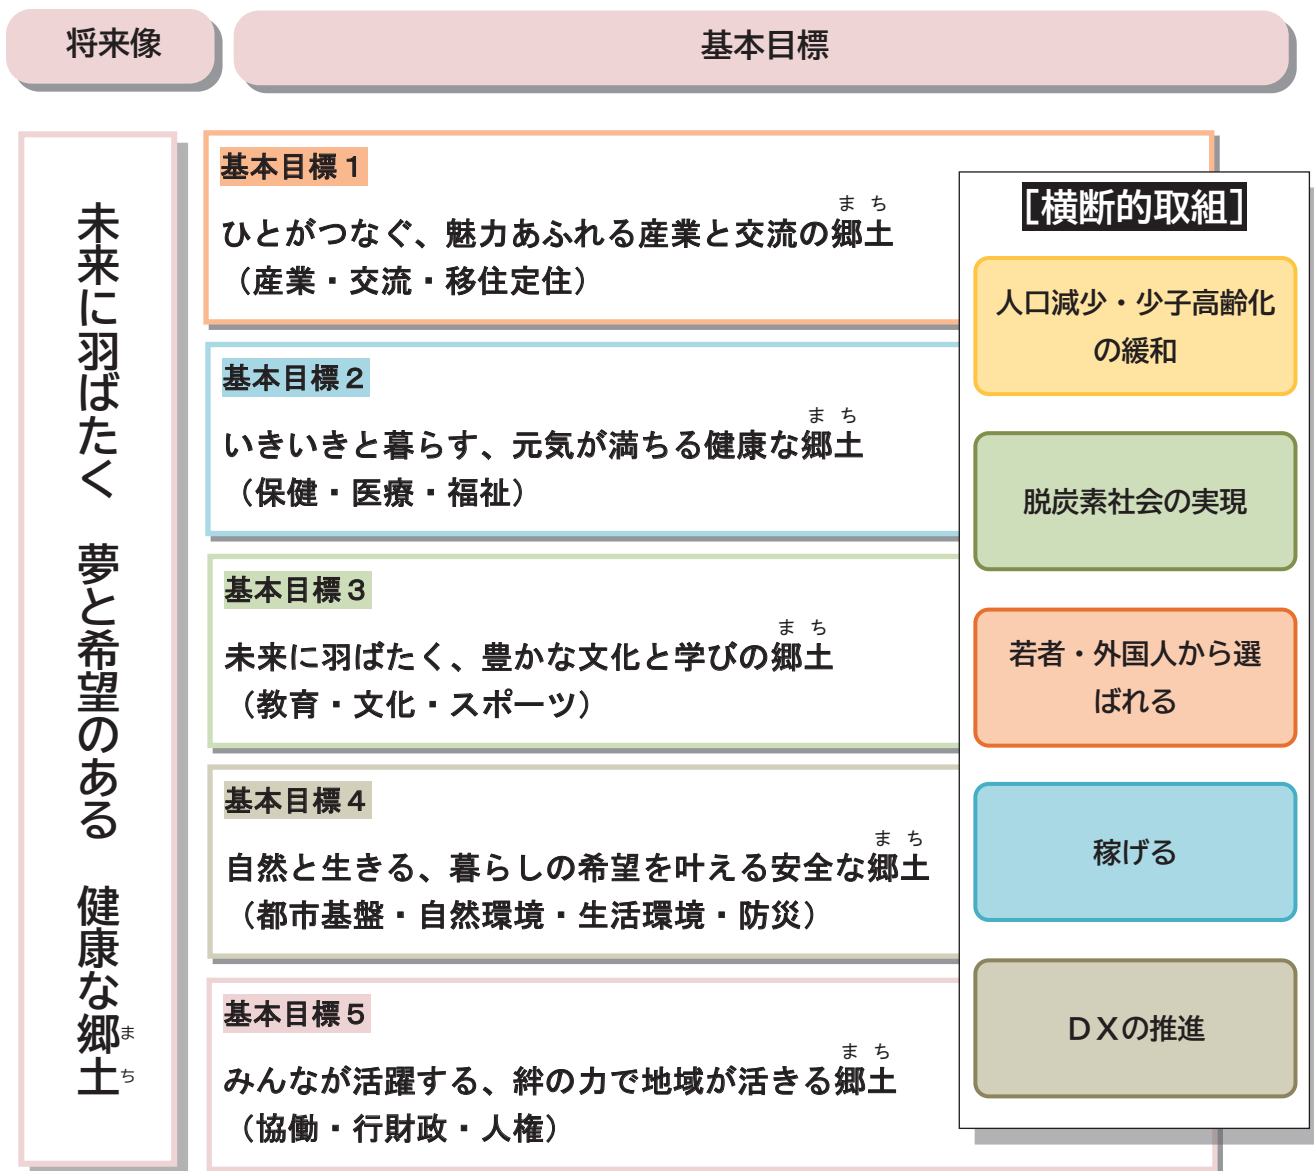 将来像
基本目標
未来に羽ばたく　夢と希望のある　健康な郷土
まち
基本目標１
まち
ひとがつなぐ、魅力あふれる産業と交流の郷土
（産業・交流・移住定住）
基本目標２
まち
いきいきと暮らす、元気が満ちる健康な郷土
（保健・医療・福祉）
基本目標３
まち
未来に羽ばたく、豊かな文化と学びの郷土
（教育・文化・スポーツ）
基本目標４
まち
自然と生きる、暮らしの希望を叶える安全な郷土
（都市基盤・自然環境・生活環境・防災）
基本目標５
まち
みんなが活躍する、絆の力で地域が活きる郷土
（協働・行財政・人権）
［横断的取組］
人口減少・少子高齢化
の緩和
脱炭素社会の実現
若者・外国人から選
ばれる
稼げる
ＤＸの推進